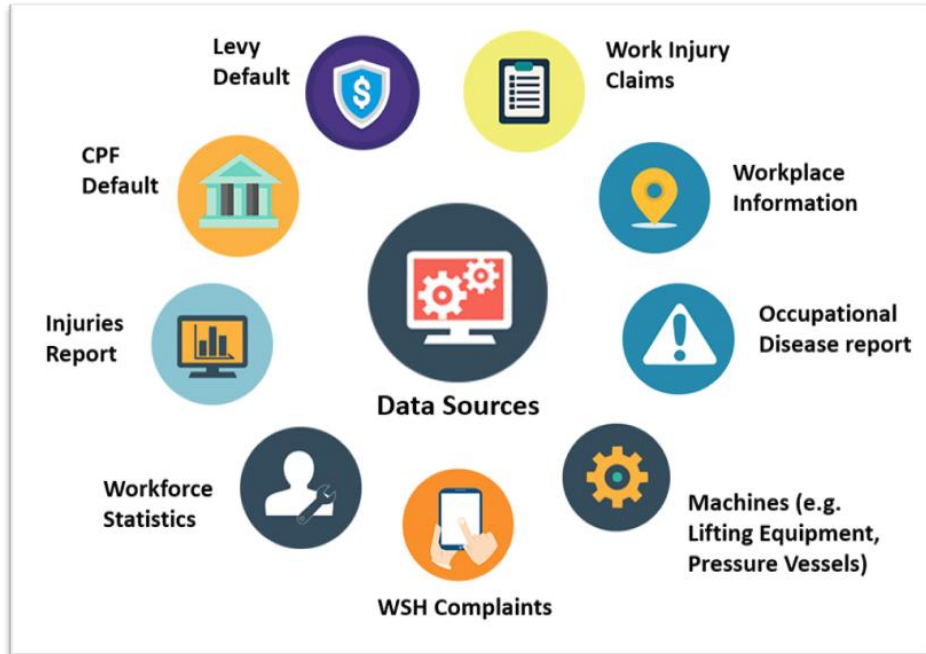 Levy
Default
Work Injury
Claims
CPF
Default
Workplace
Information
Injuries
Report
Occupational
Disease report
Data Sources
Workforce
Statistics
Machines (e.g.
Lifting Equipment,
Pressure Vessels)
WSH Complaints